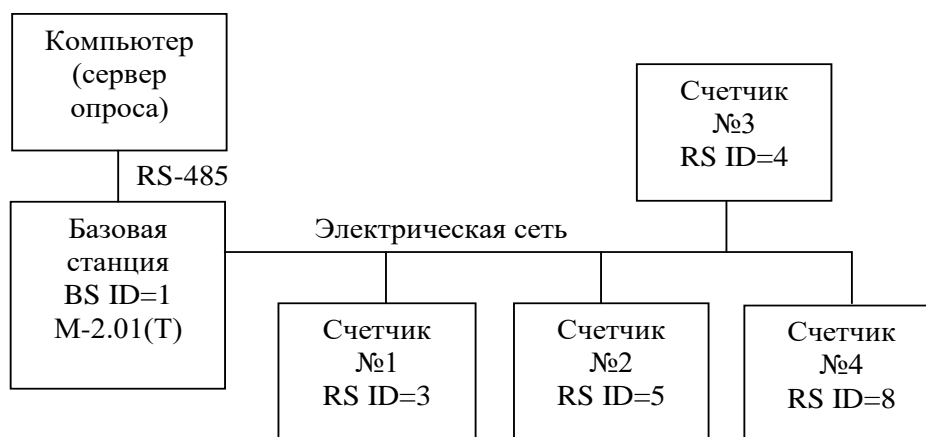 Компьютер
(сервер
опроса)
RS-485
Базовая
станция
BS ID=1
М-2.01(Т)
Электрическая сеть
Счетчик
№3
RS ID=4
Счетчик
№1
RS ID=3
Счетчик
№2
RS ID=5
Счетчик
№4
RS ID=8